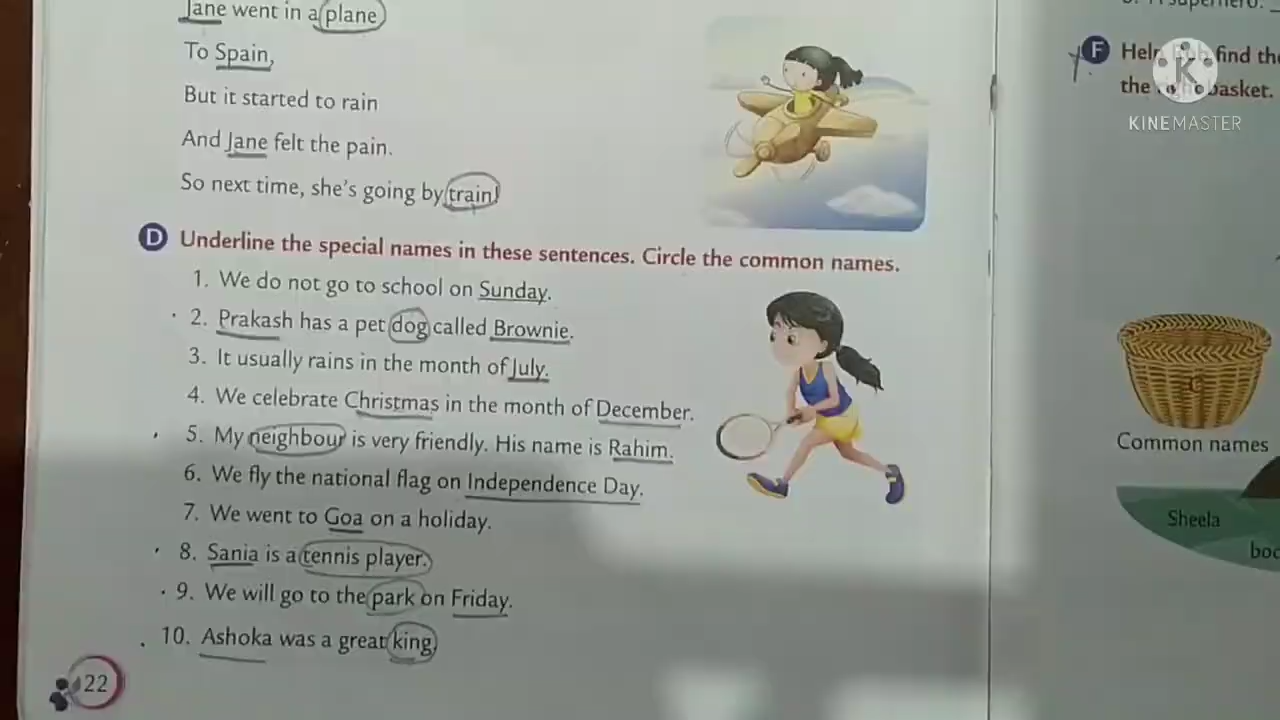 Jane went in a plane
To Spain,
But it started to rain
And Jane felt the pain.
So next time, she's going by train!
D Underline the special names in these sentences. Circle the common names.
1. We do not go to school on Sunday.
2. Prakash has a pet dog called Brownie.
3. It usually rains in the month of July.
4. We celebrate Christmas in the month of December.
5. My neighbour is very friendly. His name is Rahim.
6. We fly the national flag on Independence Day.
7. We went to Goa on a holiday.
8. Sania is a tennis player.
9. We will go to the park on Friday.
10. Ashoka was a great king.
22
superhero.
F Help find the
the basket.
K
KINEMASTER
Common names
Sheela